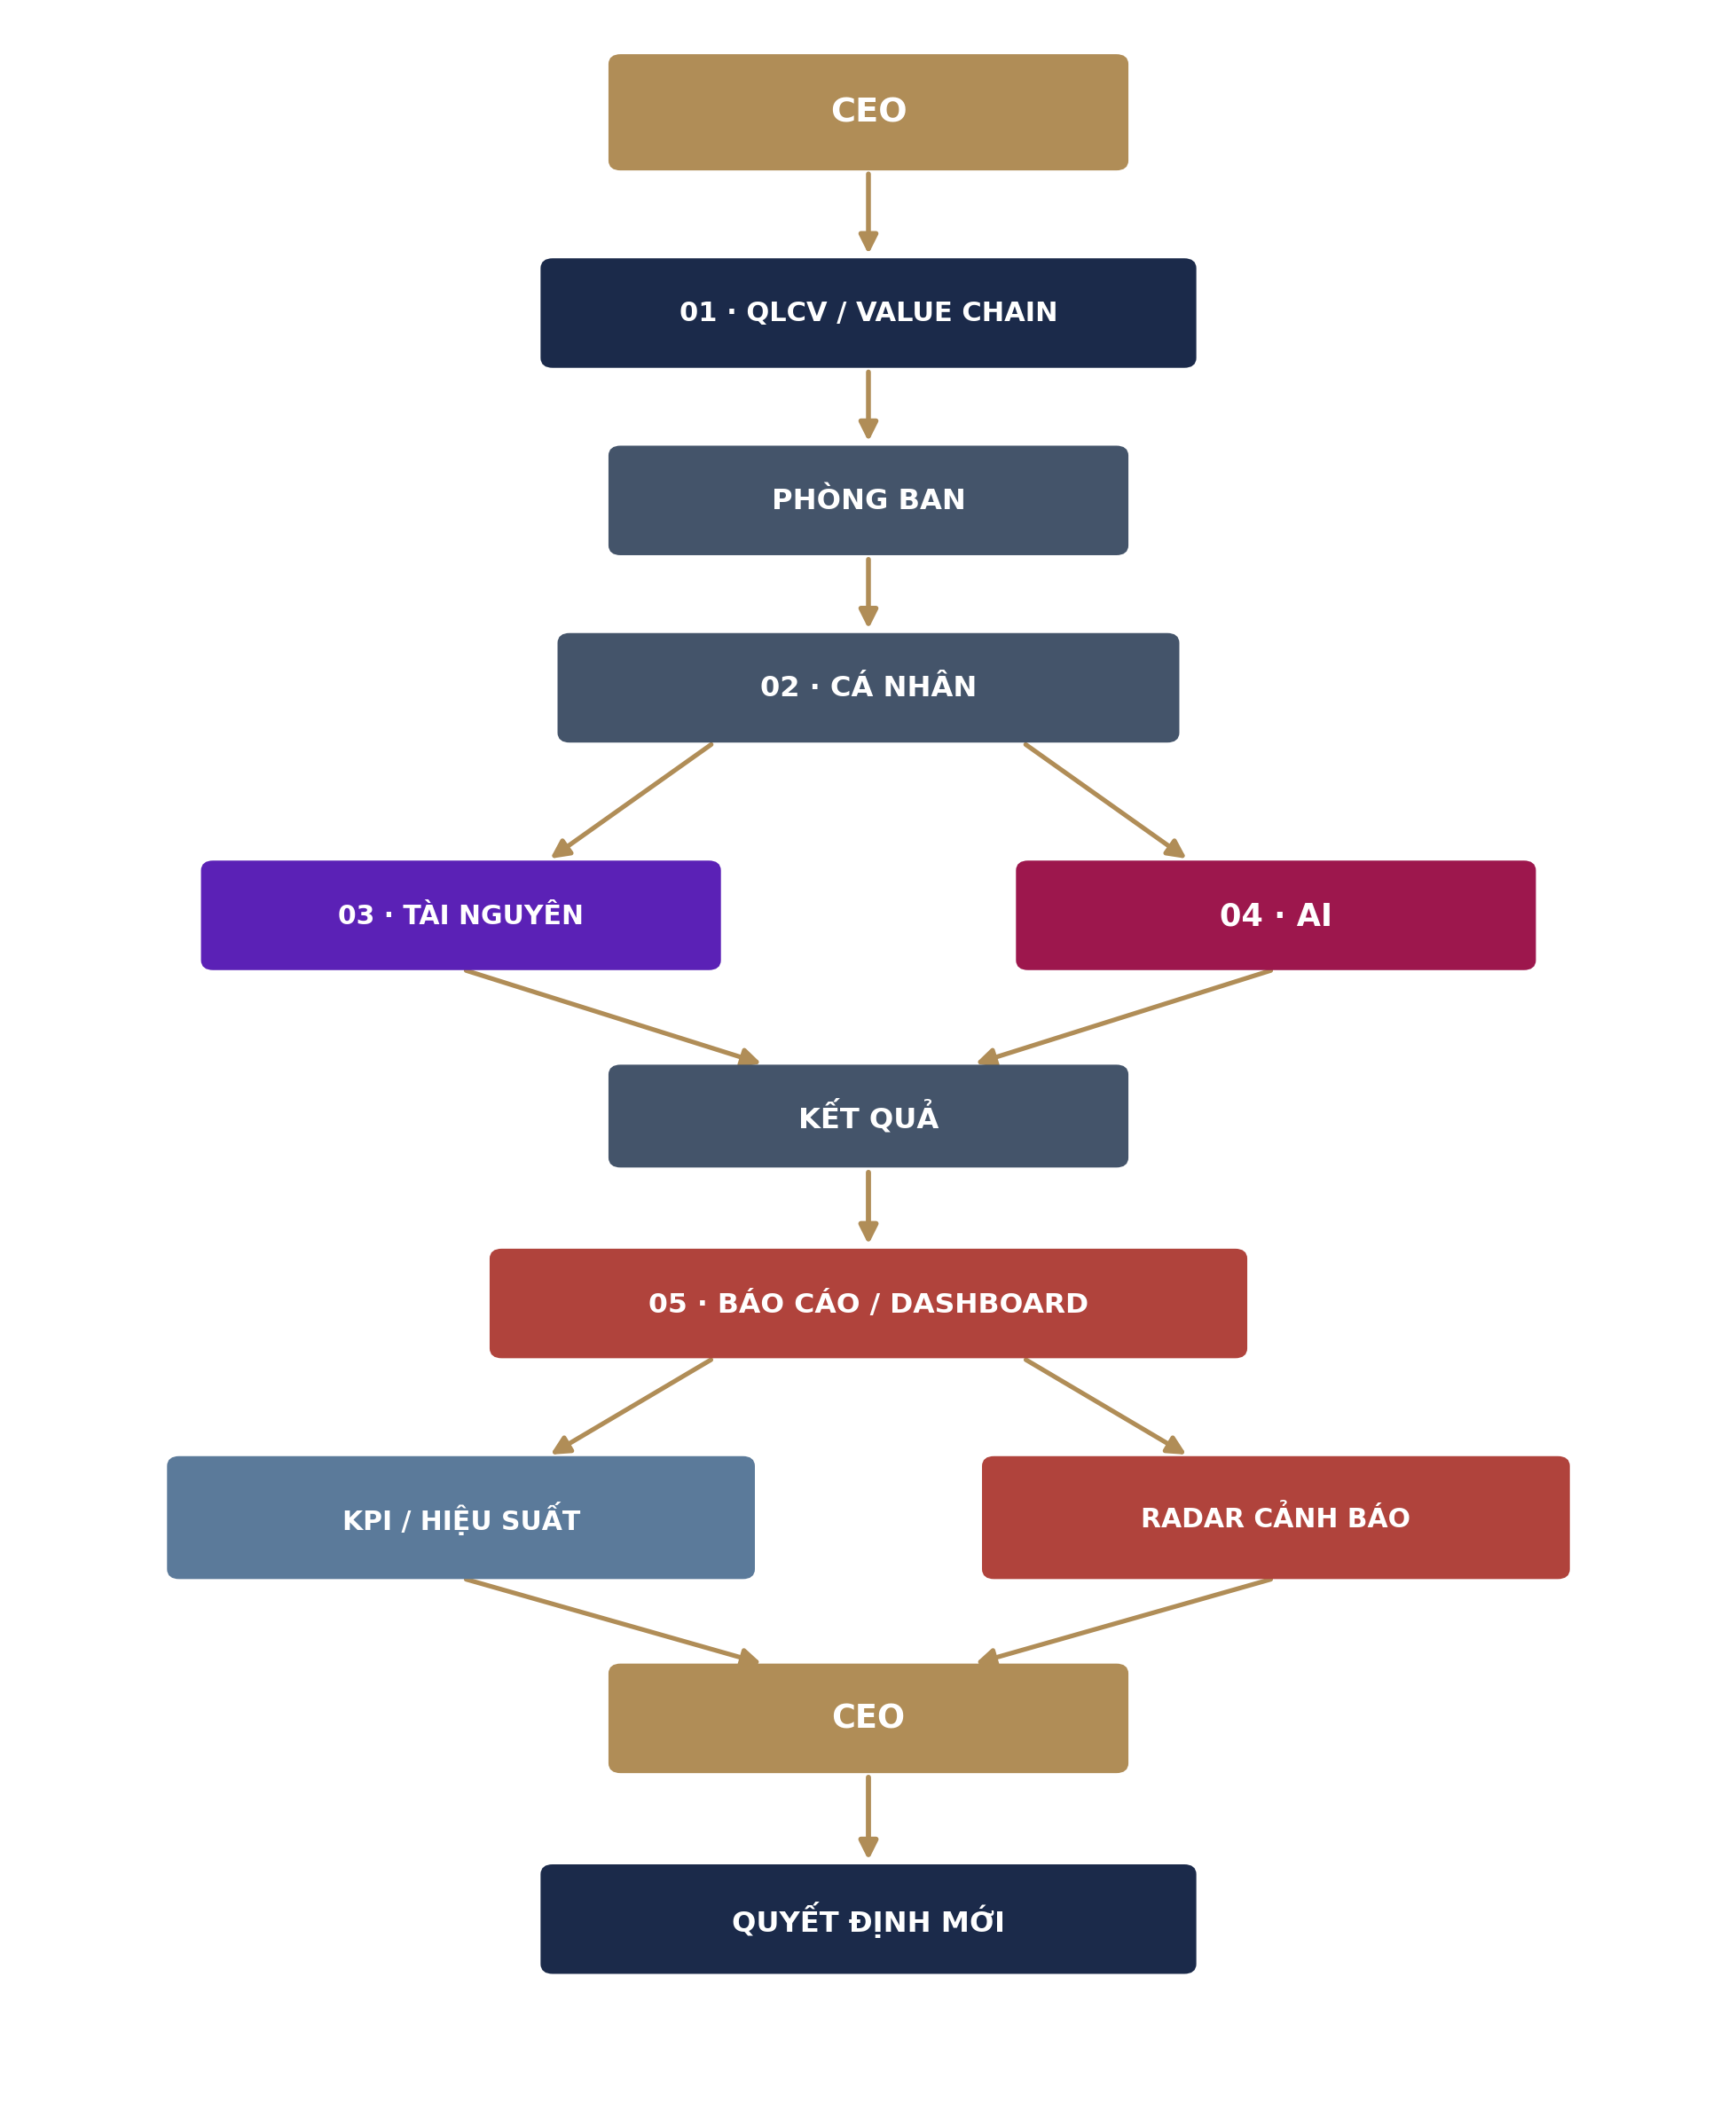 CEO
01 · QLCV / VALUE CHAIN
PHÒNG BAN
02 · CÁ NHÂN
03 · TÀI NGUYÊN
04 · AI
KẾT QUẢ
05 · BÁO CÁO / DASHBOARD
KPI / HIỆU SUẤT
RADAR CẢNH BÁO
CEO
QUYẾT ĐỊNH MỚI